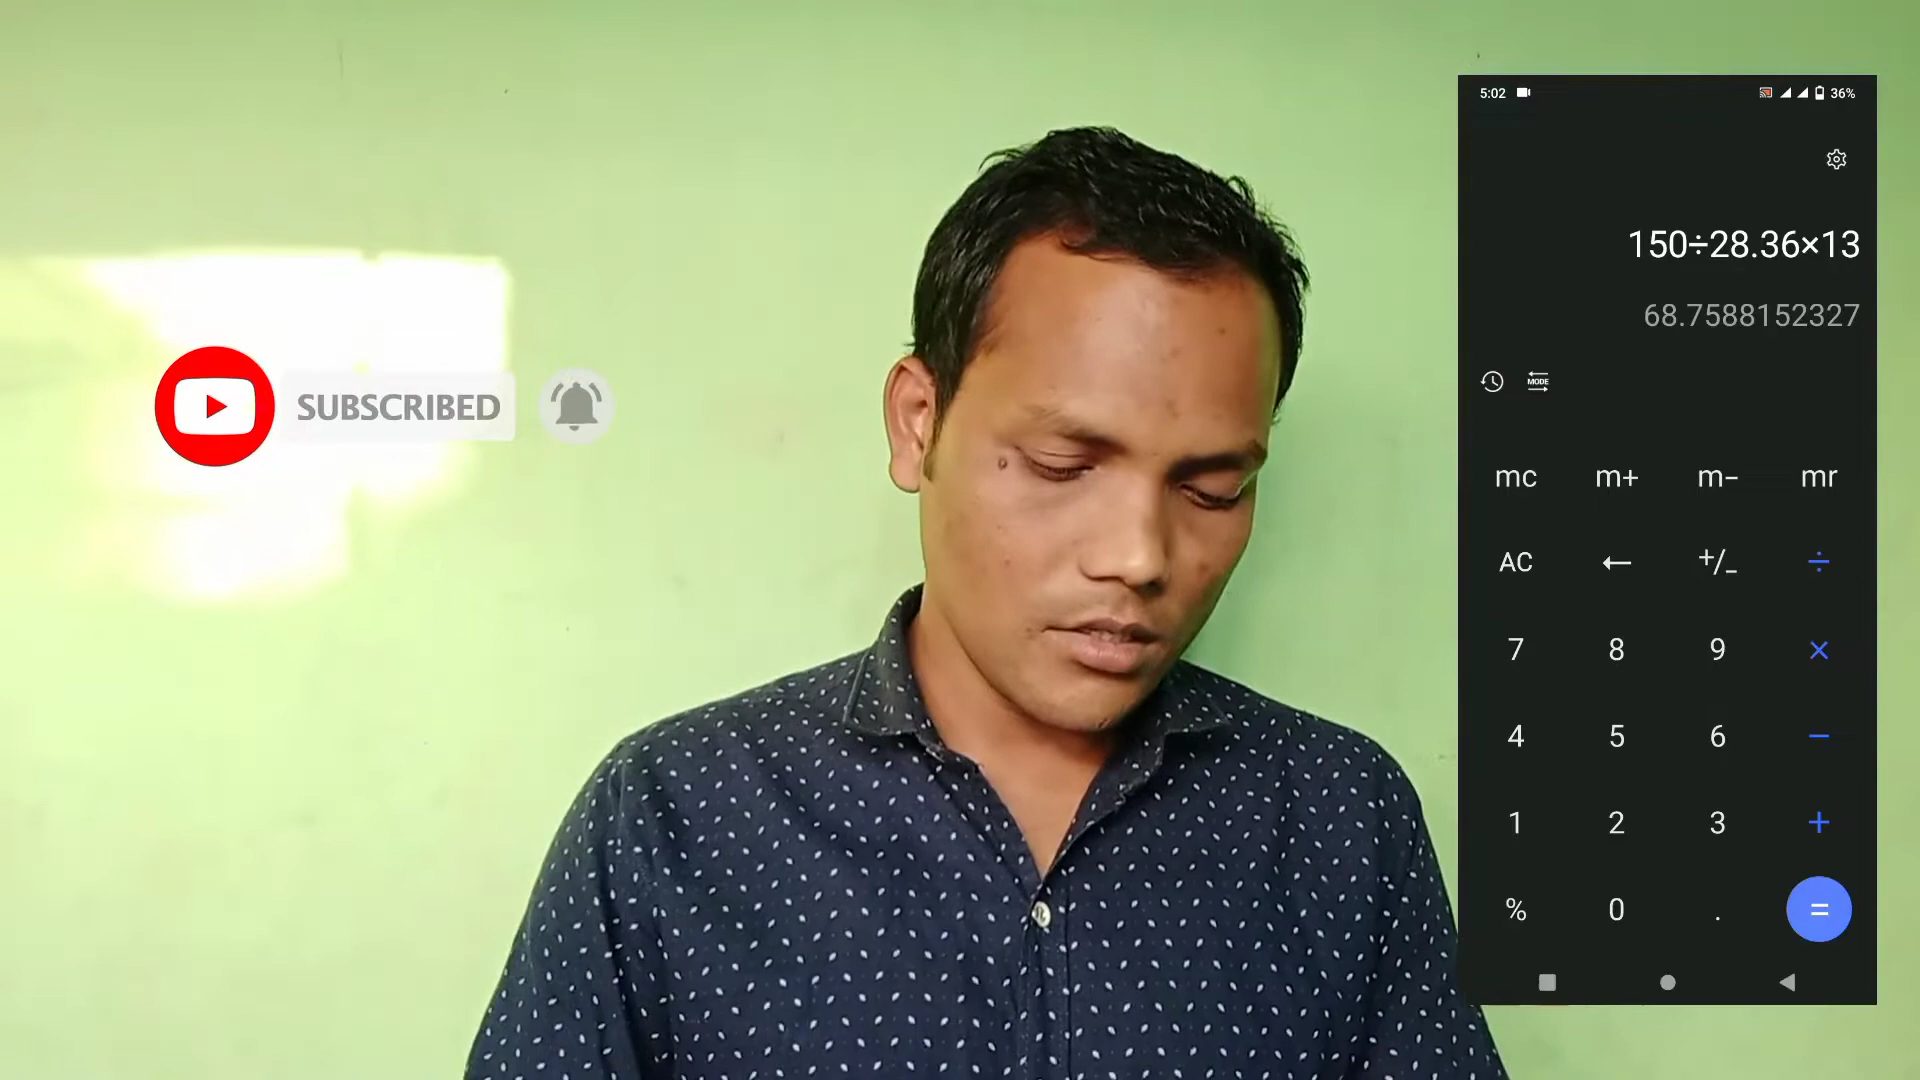 SUBSCRIBED
5:02
36%
150÷28.36×13
68.7588152327
MODE
mc m+ m− mr
AC ← +/− ÷
7 8 9 ×
4 5 6 −
1 2 3 +
% 0 . =